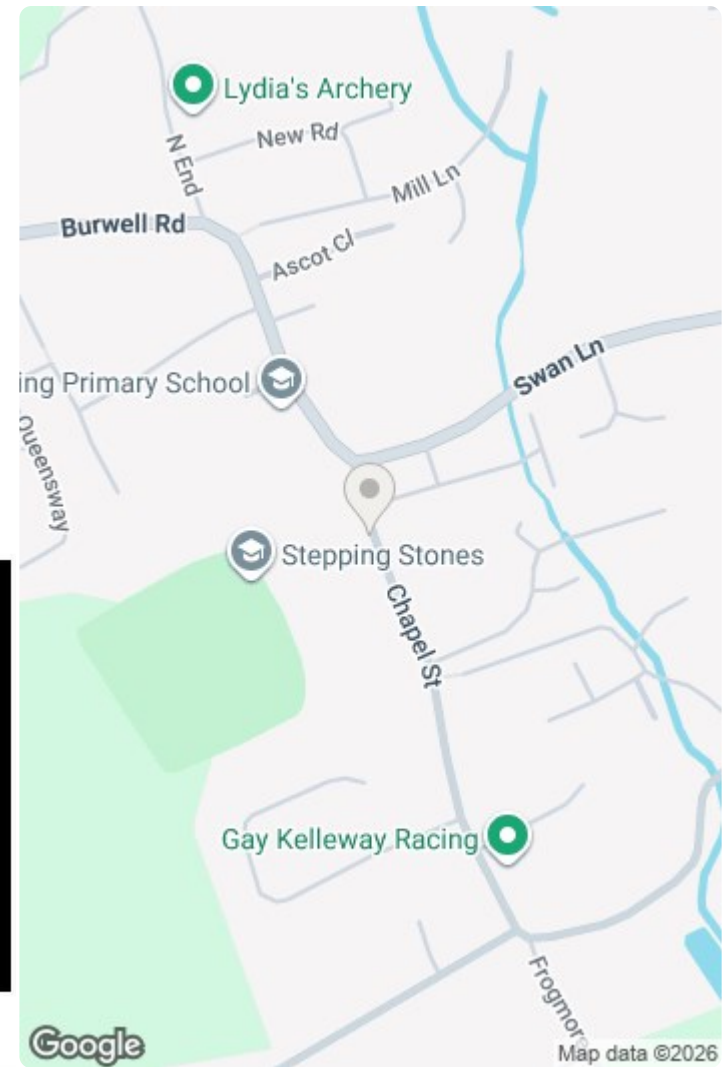 Lydia's Archery
New Rd
N End
Mill Ln
Burwell Rd
Ascot Cl
Swan Ln
ing Primary School
Queensway
Stepping Stones
Chapel St
Gay Kelleway Racing
Frogmore
Google
Map data ©2026